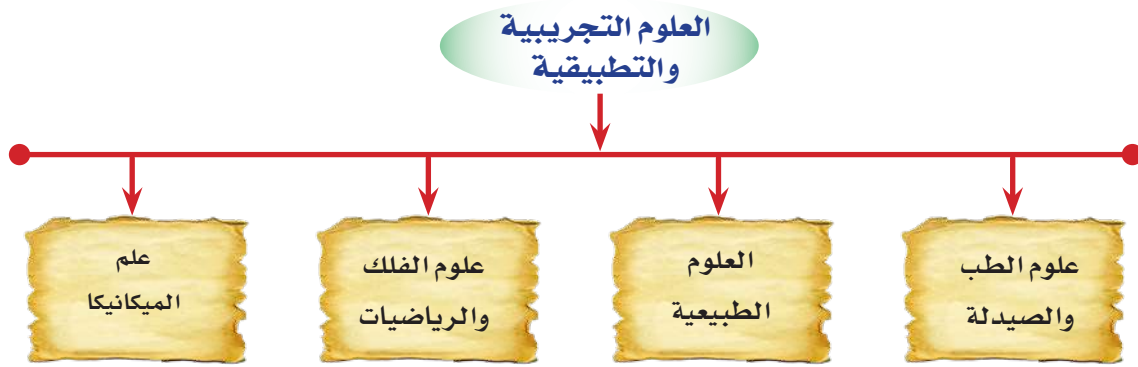 العلوم التجريبية
والتطبيقية
علوم الطب
والصيدلة
العلوم
الطبيعية
علوم الفلك
والرياضيات
علم
الميكانيكا